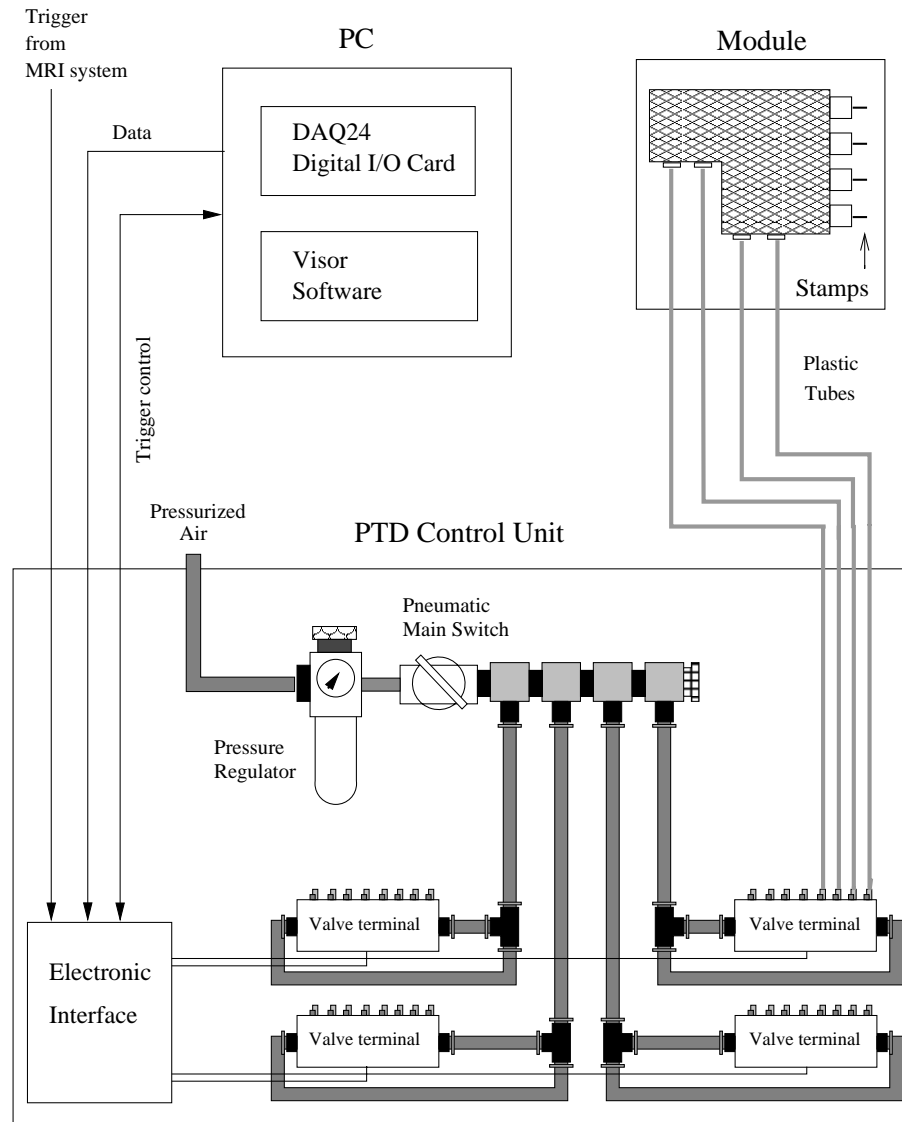 Trigger
from
MRI system
PC
Module
Data
DAQ24
Digital I/O Card
Visor
Software
Stamps
Trigger control
Plastic
Tubes
Pressurized
Air
PTD Control Unit
Pneumatic
Main Switch
Pressure
Regulator
Valve terminal
Valve terminal
Electronic
Interface
Valve terminal
Valve terminal